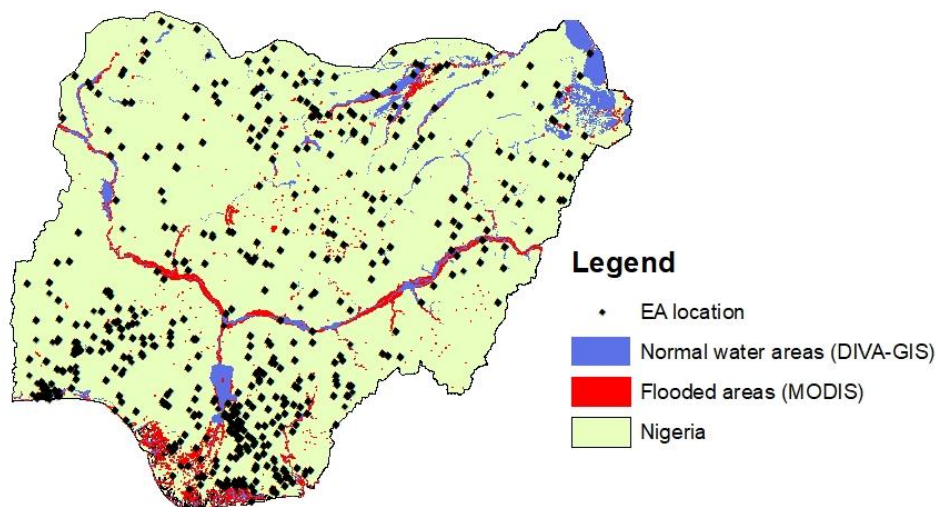 Legend
EA location
Normal water areas (DIVA-GIS)
Flooded areas (MODIS)
Nigeria